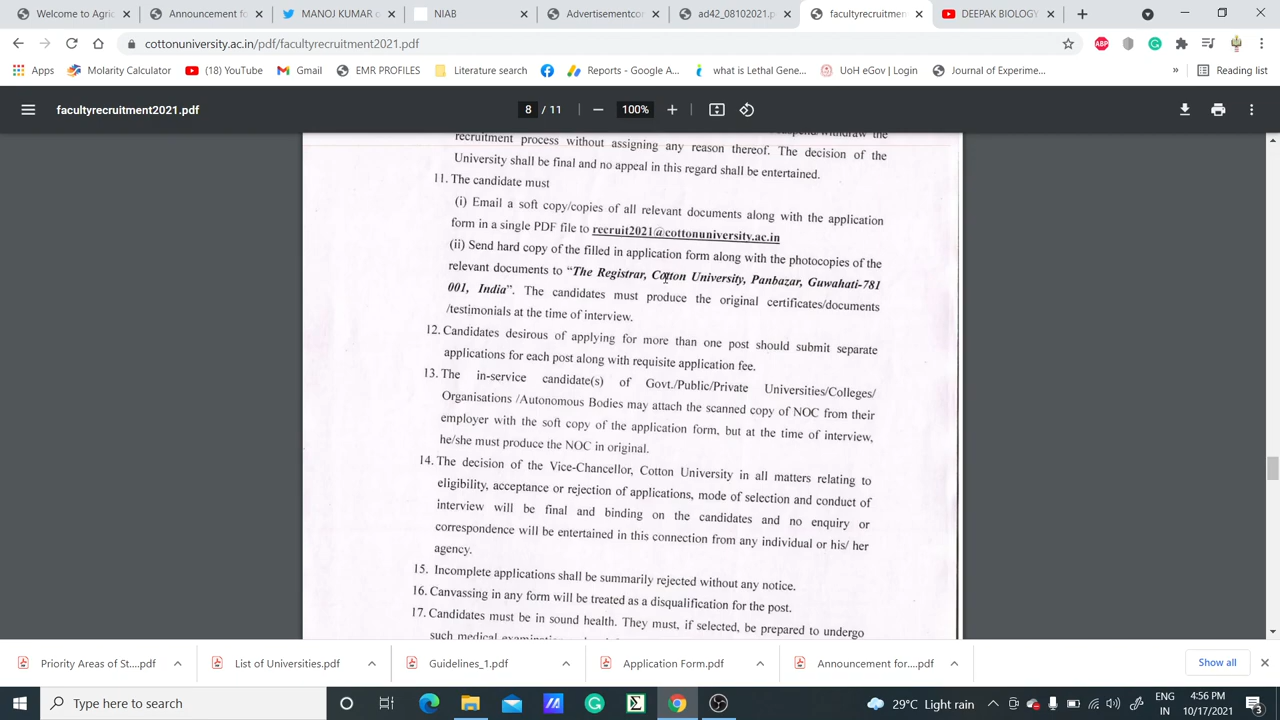 Welcome to Agric
Announcement fo
MANOJ KUMAR o
NIAB
Advertisementcor
ad42_08102021.p
facultyrecruitmen
DEEPAK BIOLOGY
cottonuniversity.ac.in/pdf/facultyrecruitment2021.pdf
ABP
Apps
Molarity Calculator
(18) YouTube
Gmail
EMR PROFILES
Literature search
Reports - Google A...
what is Lethal Gene...
UoH eGov | Login
Journal of Experime...
»
Reading list
facultyrecruitment2021.pdf
8 / 11
100%
recruitment process without assigning any reason thereof. The decision of the
University shall be final and no appeal in this regard shall be entertained.
11. The candidate must
(i) Email a soft copy/copies of all relevant documents along with the application
form in a single PDF file to recruit2021@cottonuniversity.ac.in
(ii) Send hard copy of the filled in application form along with the photocopies of the
relevant documents to “The Registrar, Cotton University, Panbazar, Guwahati-781
001, India”. The candidates must produce the original certificates/documents
/testimonials at the time of interview.
12. Candidates desirous of applying for more than one post should submit separate
applications for each post along with requisite application fee.
13. The in-service candidate(s) of Govt./Public/Private Universities/Colleges/
Organisations /Autonomous Bodies may attach the scanned copy of NOC from their
employer with the soft copy of the application form, but at the time of interview,
he/she must produce the NOC in original.
14. The decision of the Vice-Chancellor, Cotton University in all matters relating to
eligibility, acceptance or rejection of applications, mode of selection and conduct of
interview will be final and binding on the candidates and no enquiry or
correspondence will be entertained in this connection from any individual or his/ her
agency.
15. Incomplete applications shall be summarily rejected without any notice.
16. Canvassing in any form will be treated as a disqualification for the post.
17. Candidates must be in sound health. They must, if selected, be prepared to undergo
such medical
Priority Areas of St....pdf
List of Universities.pdf
Guidelines_1.pdf
Application Form.pdf
Announcement for....pdf
Show all
Type here to search
29°C Light rain
ENG
IN
4:56 PM
10/17/2021
3